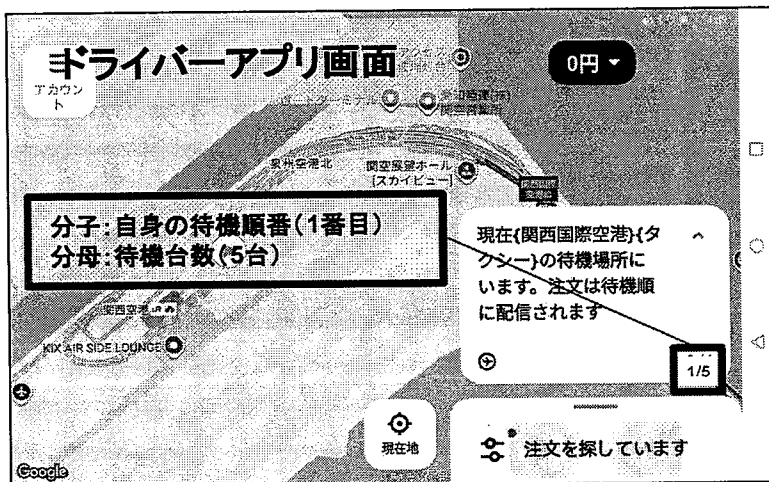 ドライバーアプリ画面
アカウン
ト
0円
泉州空港北
関空展望ホール
[スカイビュー]
分子:自身の待機順番(1番目)
分母:待機台数(5台)
現在{関西国際空港}{タ
クシー}の待機場所に
います。注文は待機順
に配信されます
関西空港
KIX AIR SIDE LOUNGE
1/5
現在地
注文を探しています
Google